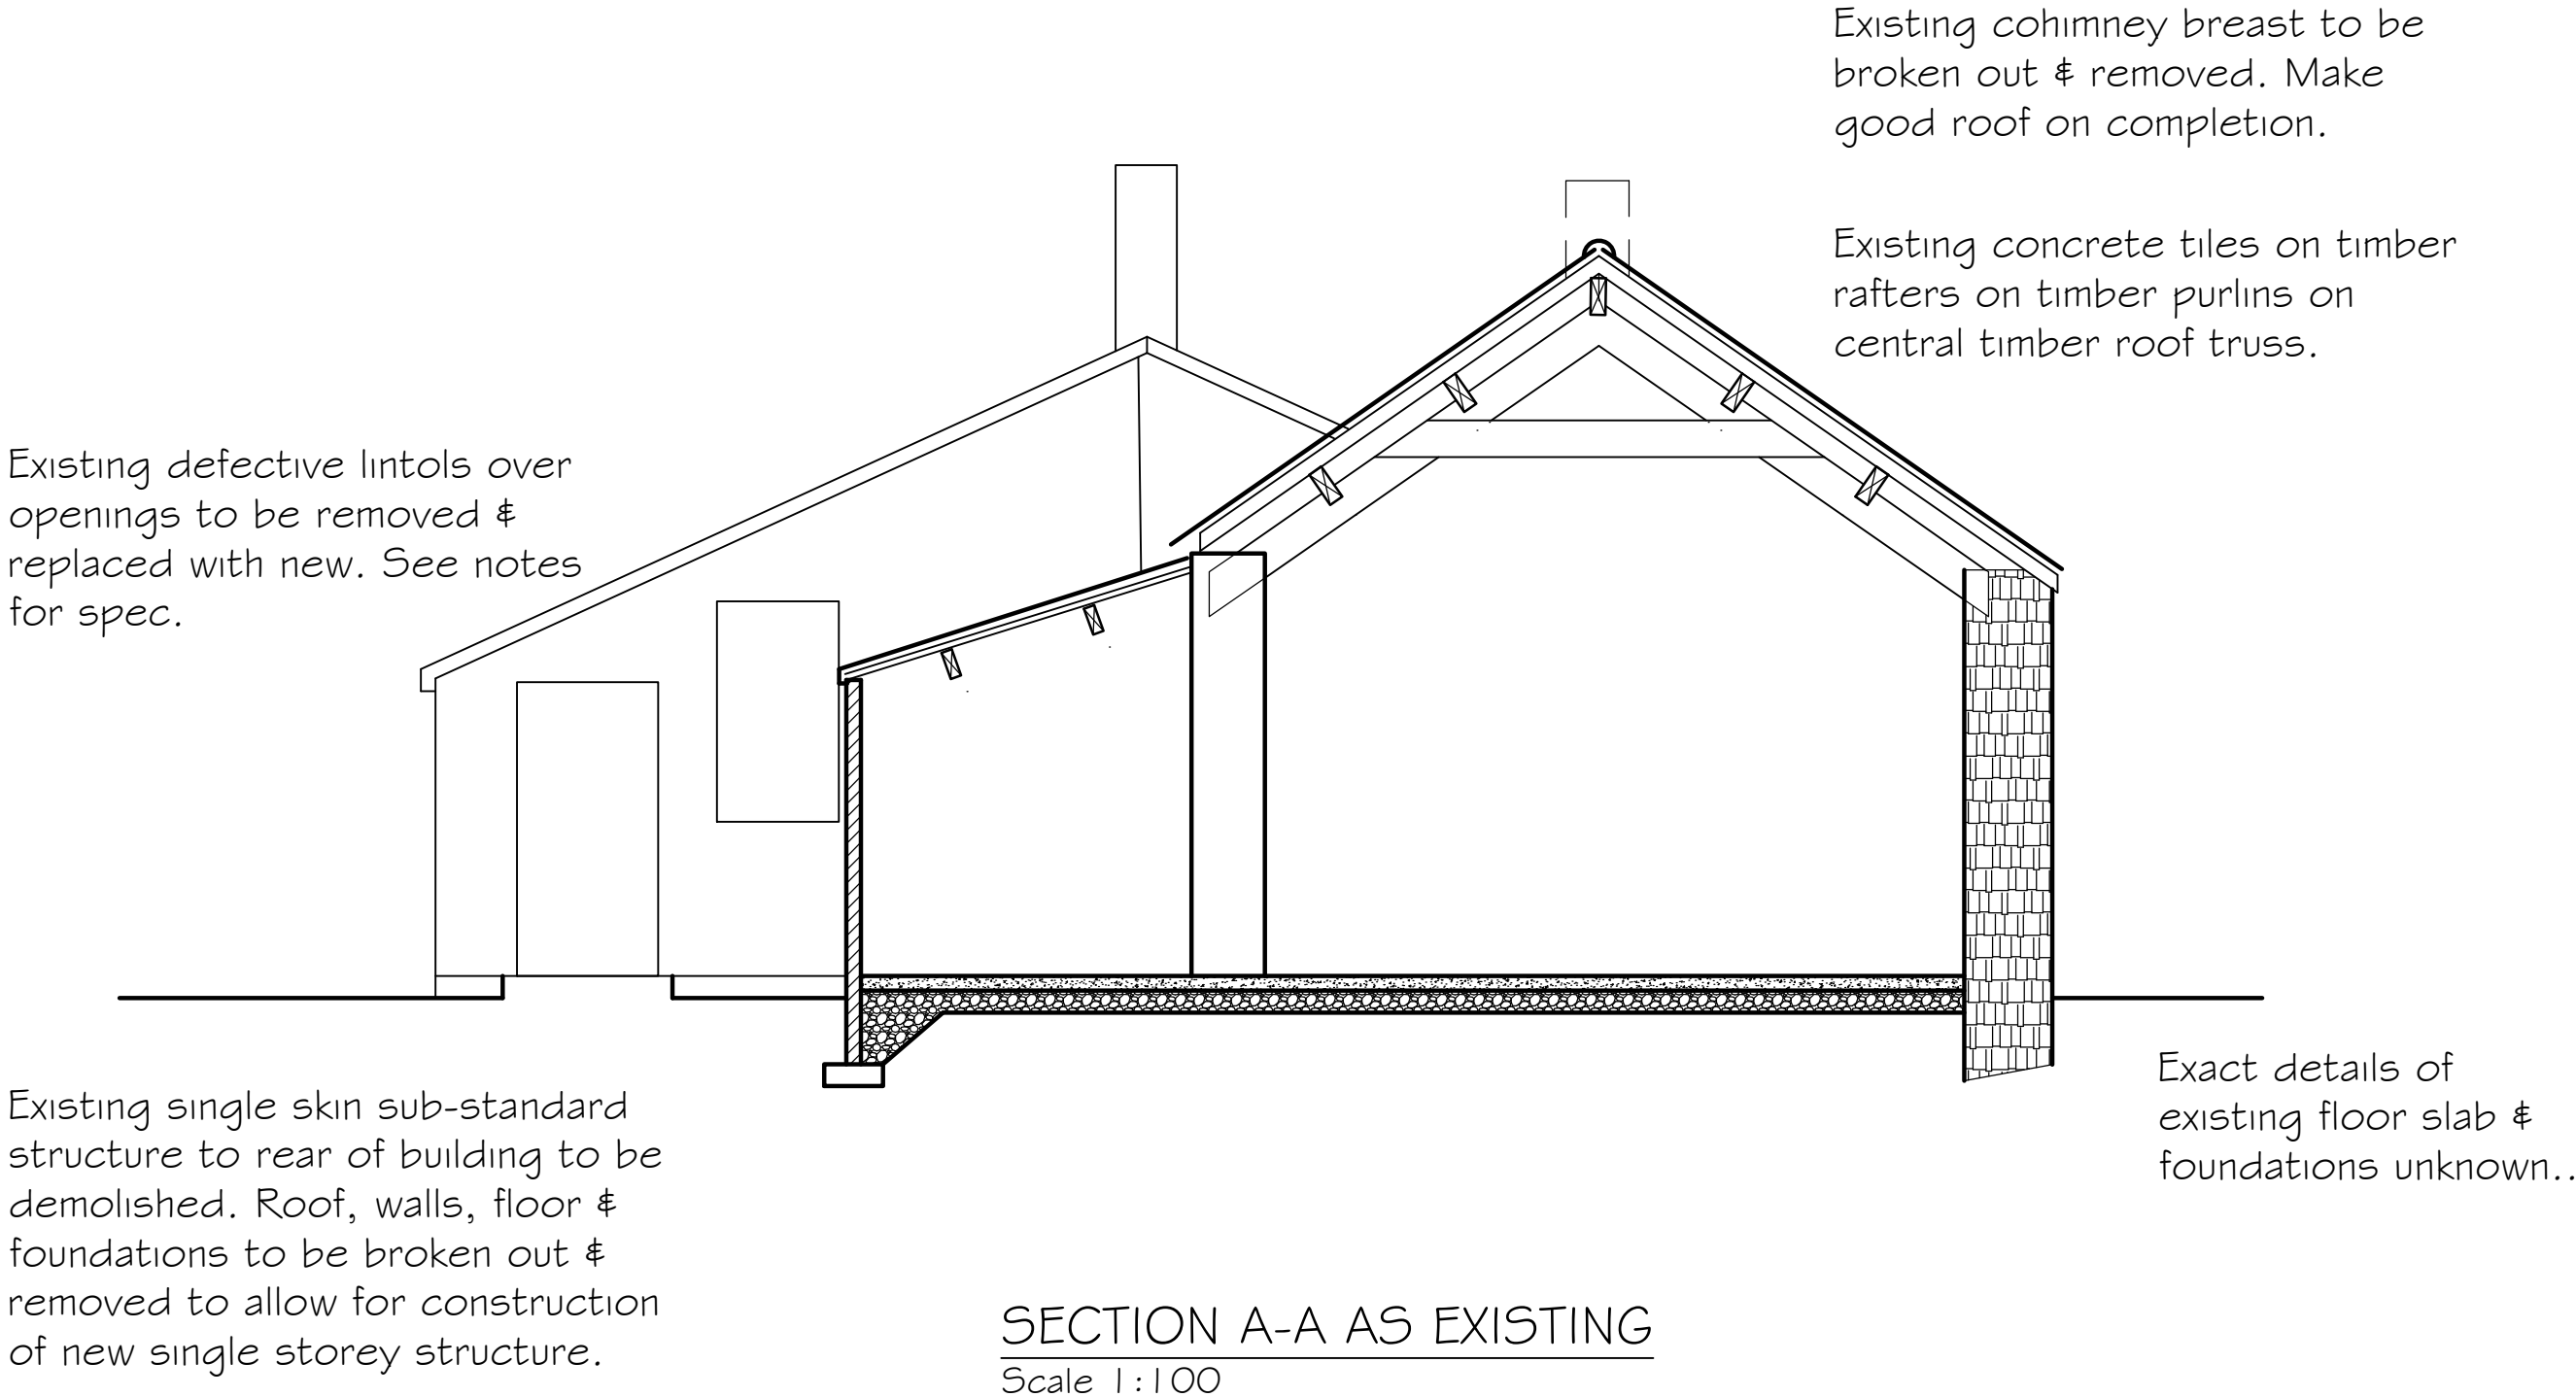 Existing cohimney breast to be
broken out & removed. Make
good roof on completion.
Existing concrete tiles on timber
rafters on timber purlins on
central timber roof truss.
Existing defective lintols over
openings to be removed &
replaced with new. See notes
for spec.
Exact details of
existing floor slab &
foundations unknown..
Existing single skin sub-standard
structure to rear of building to be
demolished. Roof, walls, floor &
foundations to be broken out &
removed to allow for construction
of new single storey structure.
SECTION A-A AS EXISTING
Scale 1:100